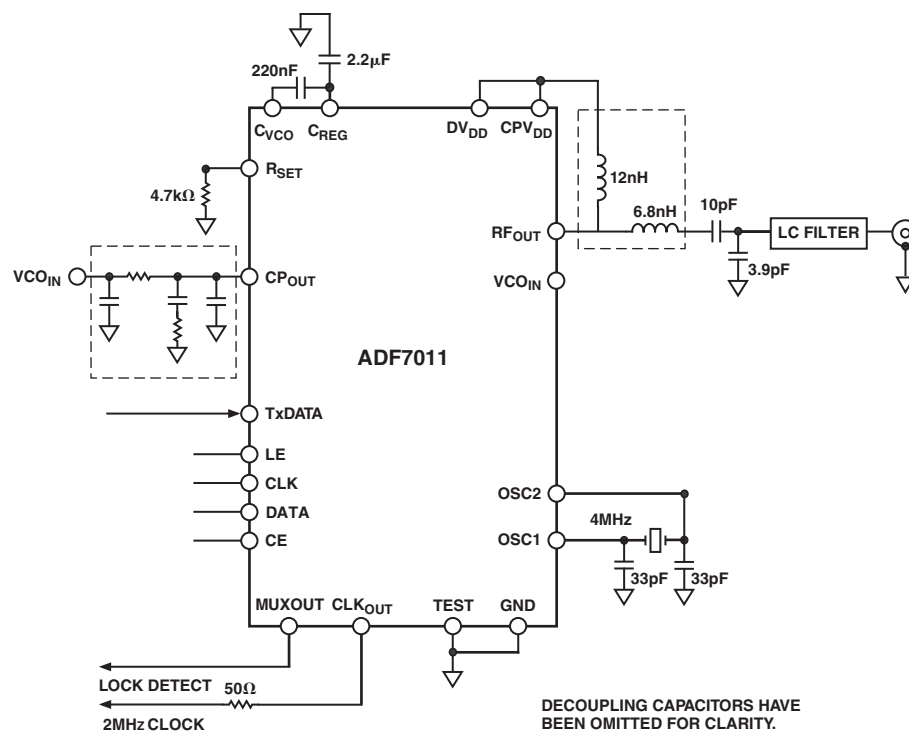 2.2μF
220nF
CVCO
CREG
DVDD
CPVDD
RSET
4.7kΩ
12nH
6.8nH
10pF
RFOUT
LC FILTER
3.9pF
VCOIN
CPOUT
VCOIN
ADF7011
TxDATA
LE
CLK
DATA
CE
OSC2
4MHz
OSC1
33pF
33pF
MUXOUT
CLKOUT
TEST
GND
LOCK DETECT
50Ω
2MHz CLOCK
DECOUPLING CAPACITORS HAVE
BEEN OMITTED FOR CLARITY.